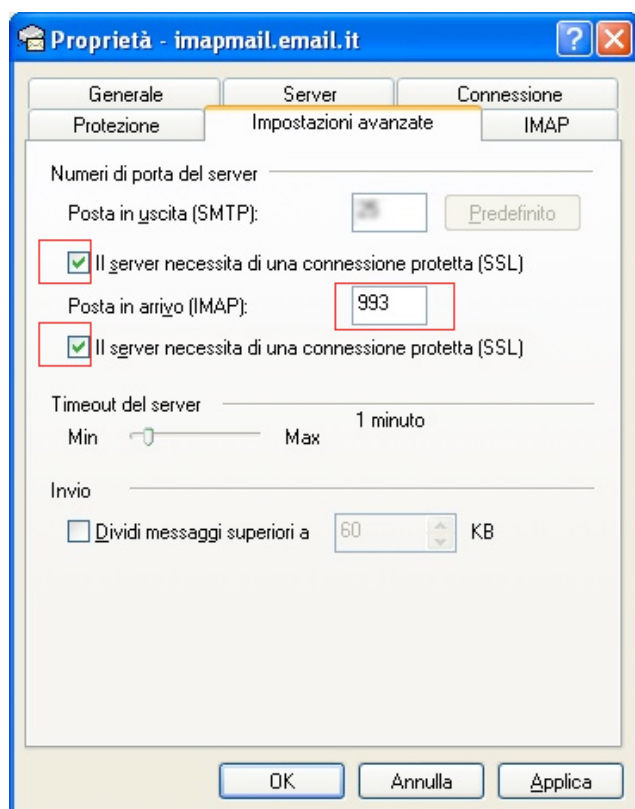 Proprietà - imapmail.email.it
Generale Server Connessione
Protezione Impostazioni avanzate IMAP
Numeri di porta del server
Posta in uscita (SMTP): Predefinito
Il server necessita di una connessione protetta (SSL)
Posta in arrivo (IMAP): 993
Il server necessita di una connessione protetta (SSL)
Timeout del server
Min Max 1 minuto
Invio
Dividi messaggi superiori a 60 KB
OK Annulla Applica